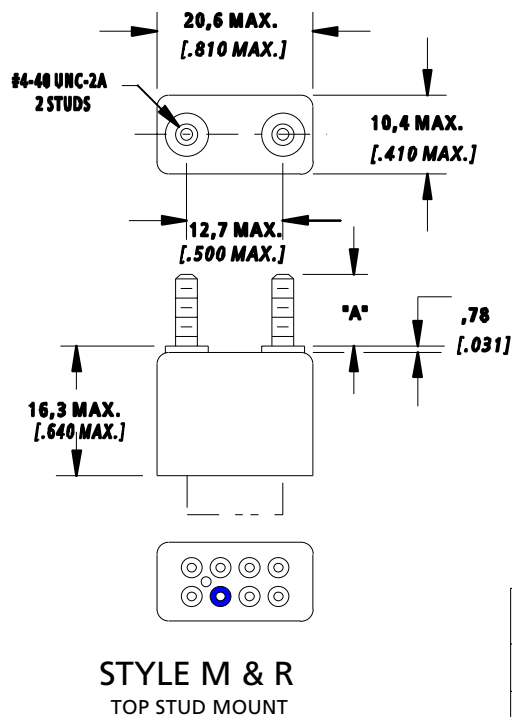 20,6 MAX.
[.810 MAX.]
#4-40 UNC-2A
2 STUDS
10,4 MAX.
[.410 MAX.]
12,7 MAX.
[.500 MAX.]
"A"
,78
[.031]
16,3 MAX.
[.640 MAX.]
STYLE M & R
TOP STUD MOUNT